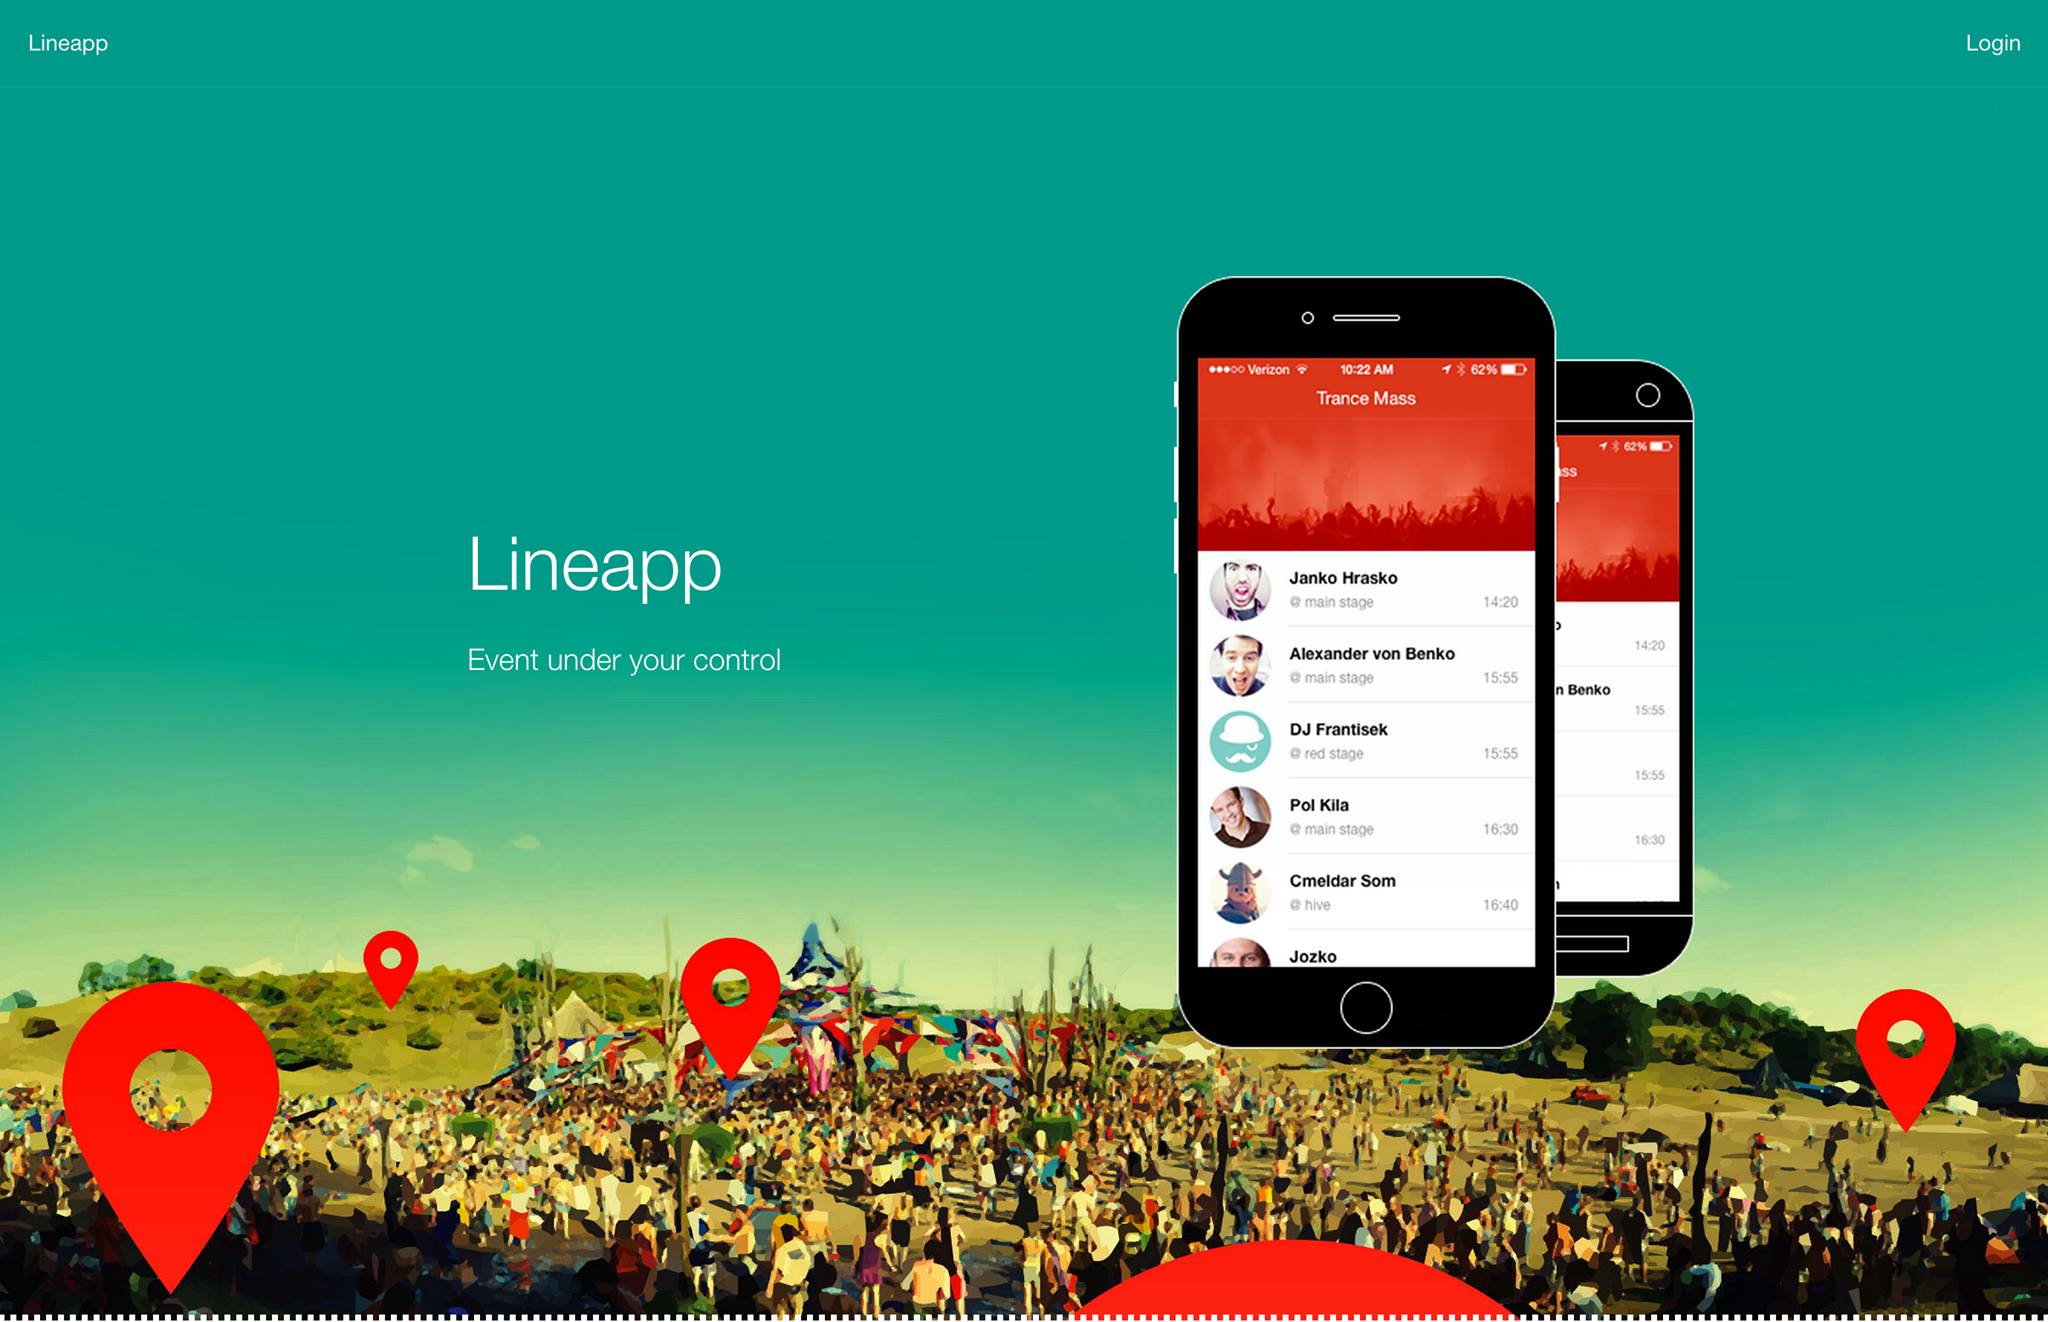 Lineapp
Login
Lineapp
Event under your control
Verizon 10:22 AM 62%
Trance Mass
Janko Hrasko
@ main stage 14:20
Alexander von Benko
@ main stage 15:55
DJ Frantisek
@ red stage 15:55
Pol Kila
@ main stage 16:30
Cmeldar Som
@ hive 16:40
Jozko
62%
ss
14:20
n Benko
15:55
15:55
16:30